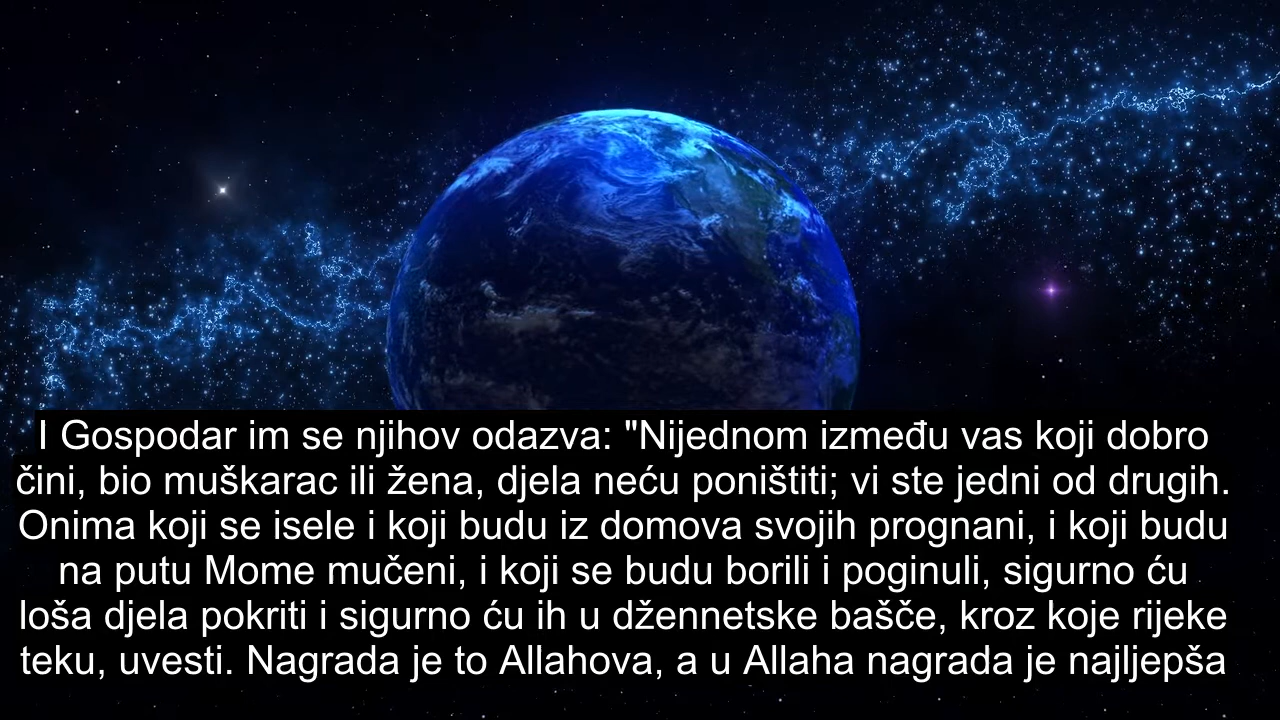 I Gospodar im se njihov odazva: "Nijednom između vas koji dobro
čini, bio muškarac ili žena, djela neću poništiti; vi ste jedni od drugih.
Onima koji se isele i koji budu iz domova svojih prognani, i koji budu
na putu Mome mučeni, i koji se budu borili i poginuli, sigurno ću
loša djela pokriti i sigurno ću ih u džennetske bašče, kroz koje rijeke
teku, uvesti. Nagrada je to Allahova, a u Allaha nagrada je najljepša